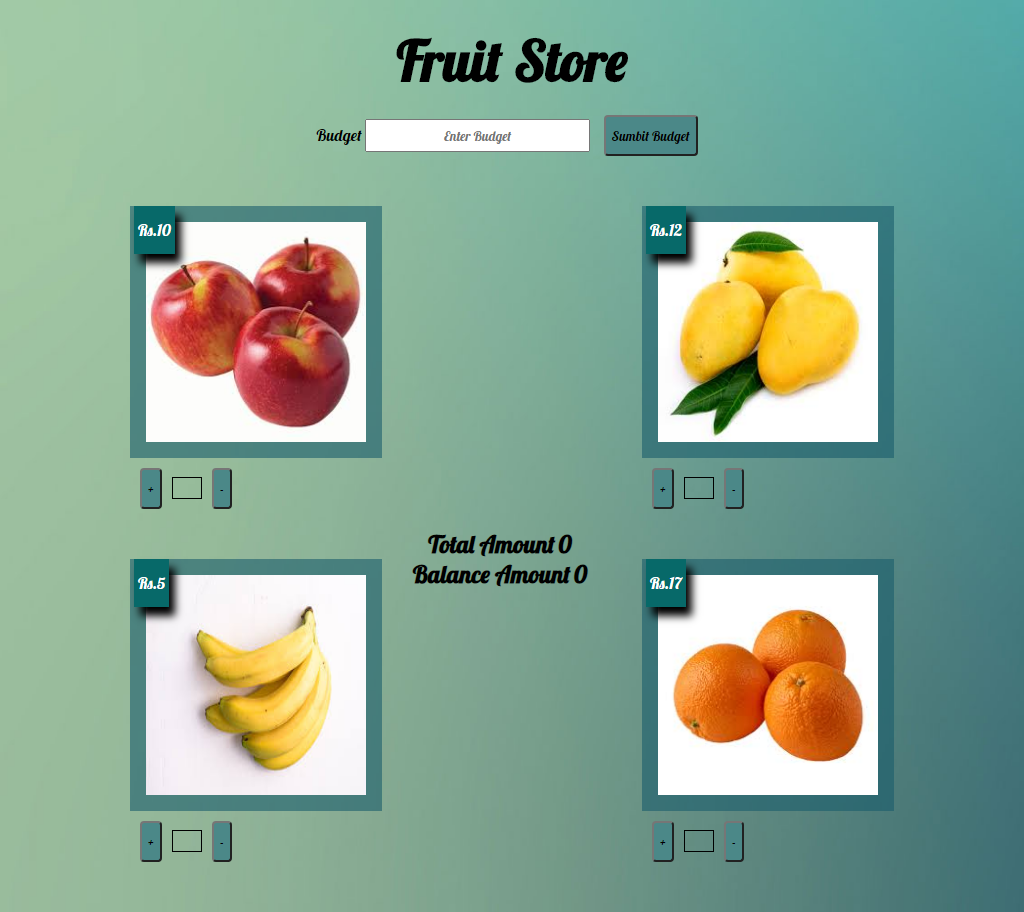 Fruit Store
Budget Enter Budget Sumbit Budget
Rs.10
Rs.12
+ -
+ -
Total Amount 0
Balance Amount 0
Rs.5
Rs.17
+ -
+ -